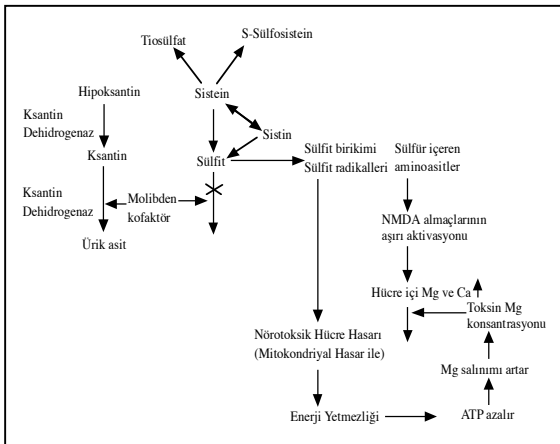 Tiosülfat
S-Sülfosistein
Hipoksantin
Sistein
Ksantin
Dehidrogenaz
Sistin
Ksantin
Sülfit
Sülfit birikimi
Sülfit radikalleri
Sülfür içeren
aminoasitler
Ksantin
Dehidrogenaz
Molibden
kofaktör
Ürik asit
NMDA almaçlarının
aşırı aktivasyonu
Hücre içi Mg ve Ca
Toksin Mg
konsantrasyonu
Nörotoksik Hücre Hasarı
(Mitokondriyal Hasar ile)
Mg salınımı artar
Enerji Yetmezliği
ATP azalır